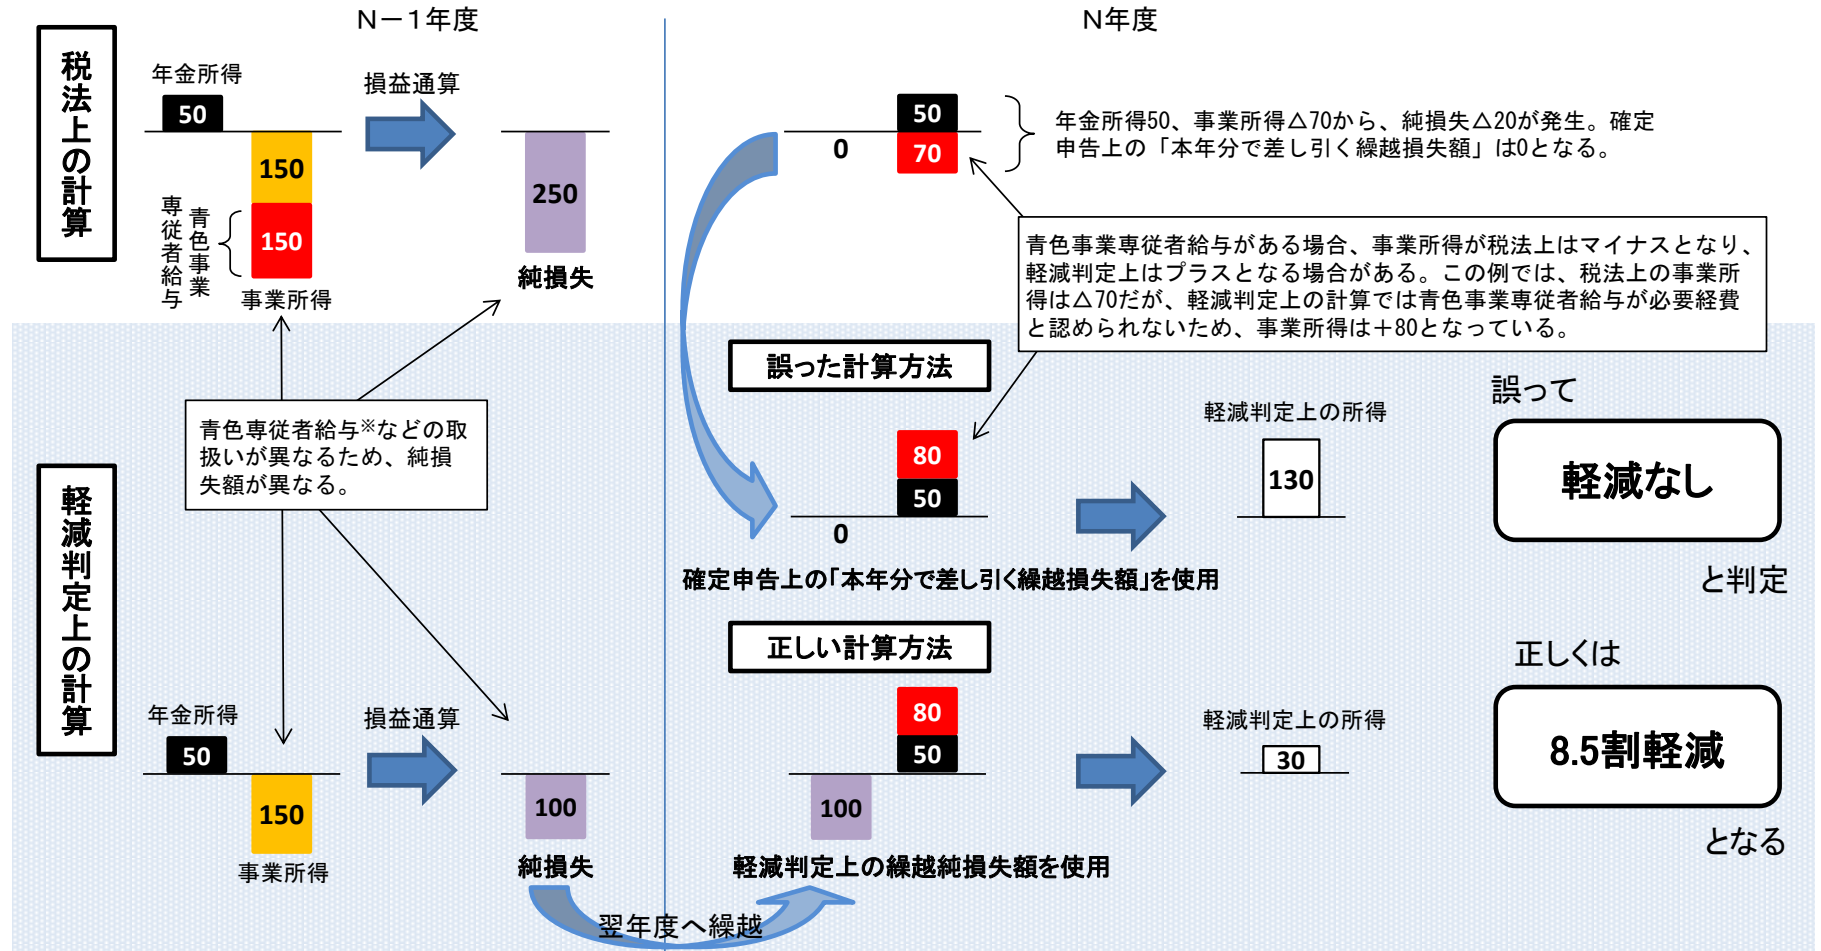 N－1年度
N年度
税法上の計算
年金所得
50
150
150
青色事業
専従者給与
事業所得
損益通算
250
純損失
50
0
70
年金所得50、事業所得△70から、純損失△20が発生。確定
申告上の「本年分で差し引く繰越損失額」は0となる。
青色事業専従者給与がある場合、事業所得が税法上はマイナスとなり、
軽減判定上はプラスとなる場合がある。この例では、税法上の事業所
得は△70だが、軽減判定上の計算では青色事業専従者給与が必要経費
と認められないため、事業所得は＋80となっている。
軽減判定上の計算
青色専従者給与※などの取
扱いが異なるため、純損
失額が異なる。
誤った計算方法
80
50
0
確定申告上の｢本年分で差し引く繰越損失額｣を使用
軽減判定上の所得
130
誤って
軽減なし
と判定
年金所得
50
150
事業所得
損益通算
100
純損失
正しい計算方法
80
50
100
軽減判定上の繰越純損失額を使用
軽減判定上の所得
30
正しくは
8.5割軽減
となる
翌年度へ繰越